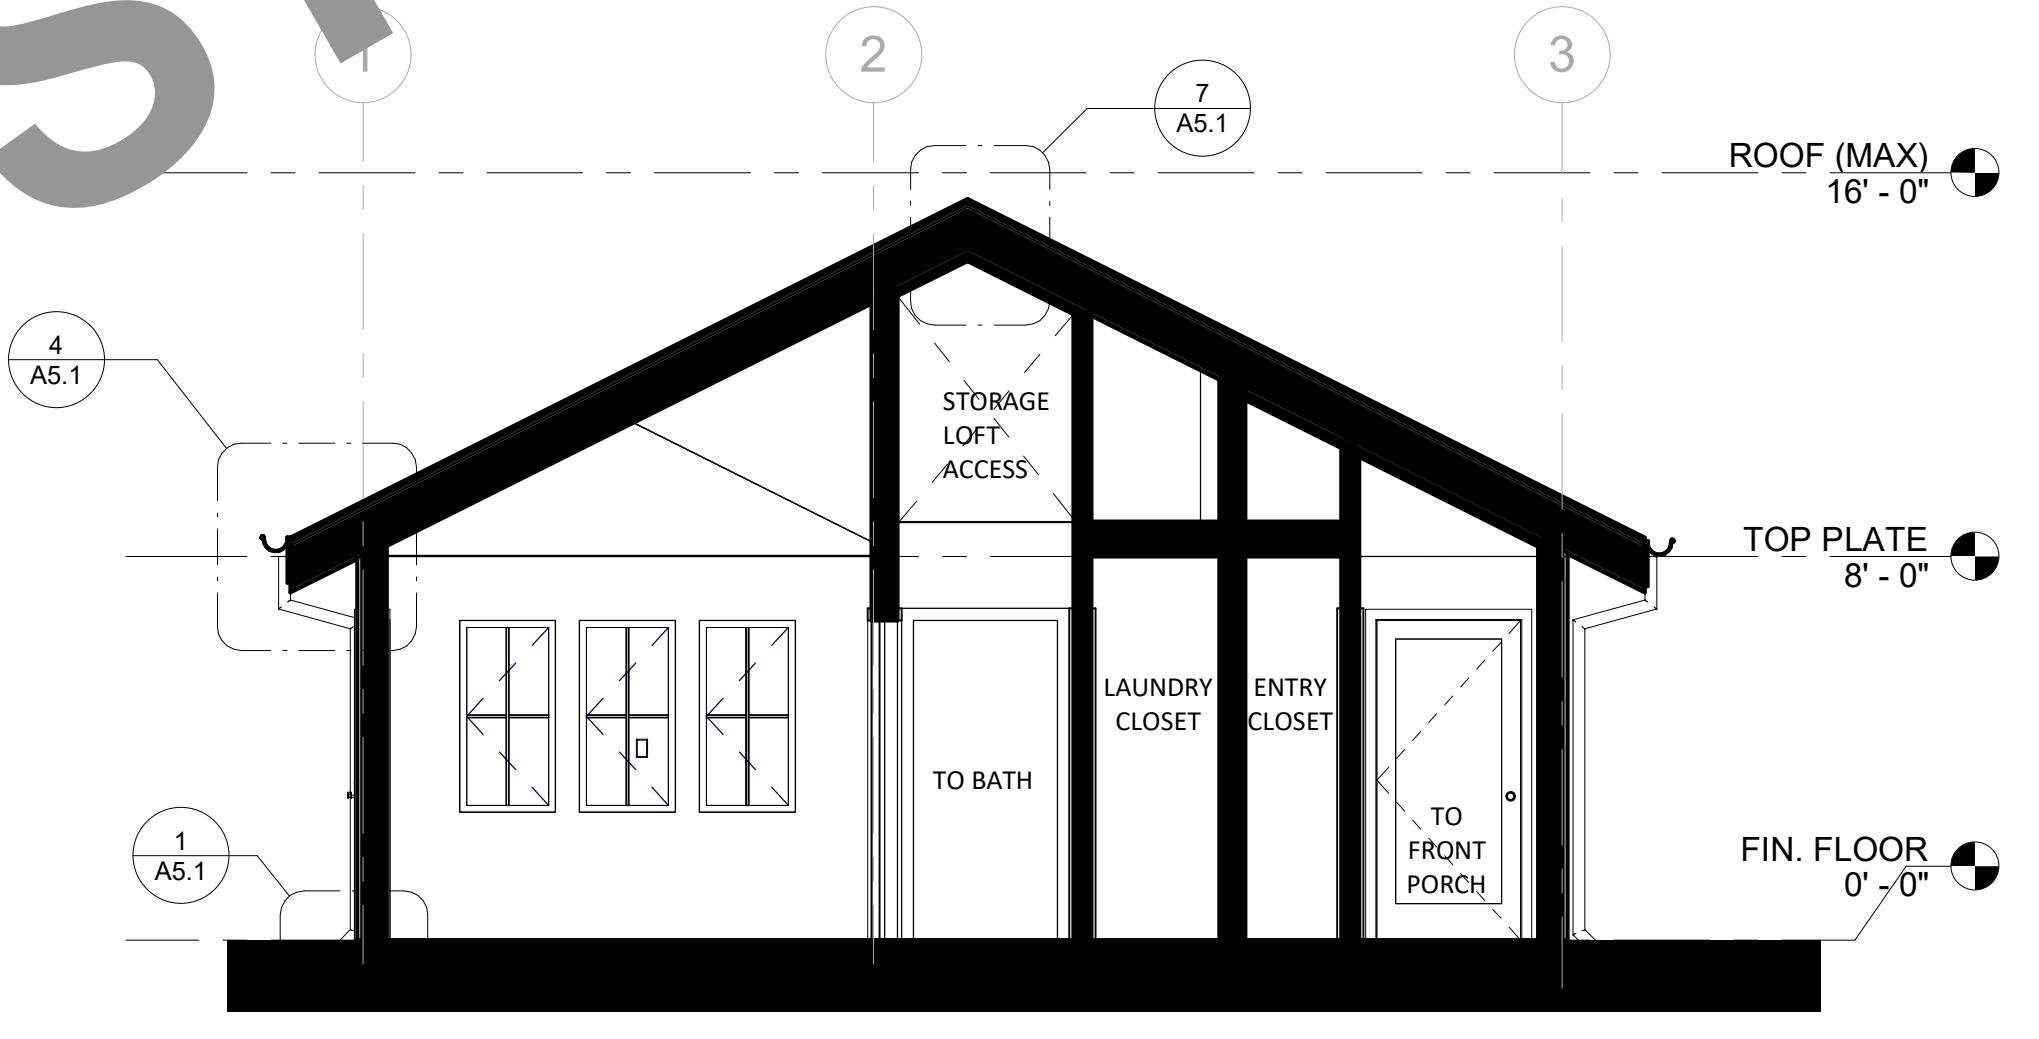 1
2
3
7
A5.1
ROOF (MAX)
16' - 0"
4
A5.1
STORAGE
LOFT
ACCESS
TOP PLATE
8' - 0"
LAUNDRY
CLOSET
ENTRY
CLOSET
TO BATH
TO
FRONT
PORCH
1
A5.1
FIN. FLOOR
0' - 0"